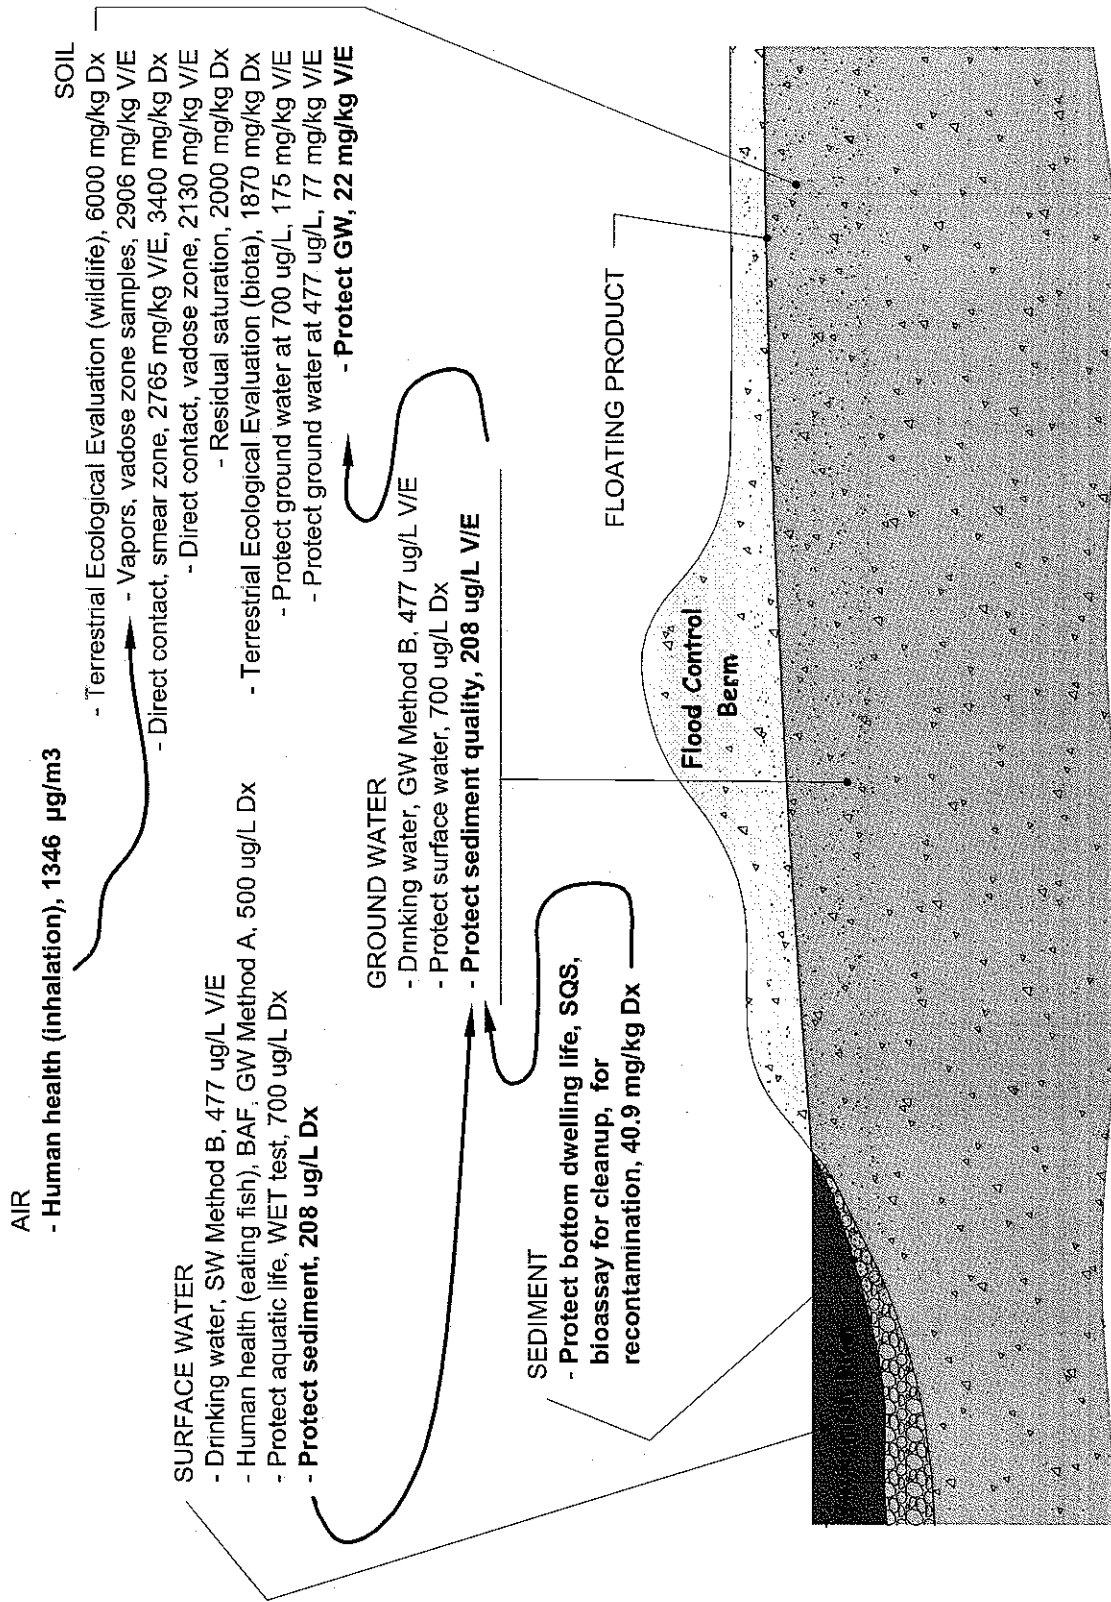 AIR
- Human health (inhalation), 1346 µg/m3
SOIL
- Terrestrial Ecological Evaluation (wildlife), 6000 mg/kg Dx
- Vapors, vadose zone samples, 2906 mg/kg V/E
- Direct contact, smear zone, 2765 mg/kg V/E, 3400 mg/kg Dx
- Direct contact, vadose zone, 2130 mg/kg V/E
- Residual saturation, 2000 mg/kg Dx
- Terrestrial Ecological Evaluation (biota), 1870 mg/kg Dx
- Protect ground water at 700 ug/L, 175 mg/kg V/E
- Protect ground water at 477 ug/L, 77 mg/kg V/E
- Protect GW, 22 mg/kg V/E
SURFACE WATER
- Drinking water, SW Method B, 477 ug/L V/E
- Human health (eating fish), BAF, GW Method A, 500 ug/L Dx
- Protect aquatic life, WET test, 700 ug/L Dx
- Protect sediment, 208 ug/L Dx
GROUND WATER
- Drinking water, GW Method B, 477 ug/L V/E
- Protect surface water, 700 ug/L Dx
- Protect sediment quality, 208 ug/L V/E
SEDIMENT
- Protect bottom dwelling life, SQS,
bioassay for cleanup, for
recontamination, 40.9 mg/kg Dx
FLOATING PRODUCT
Flood Control
Berm